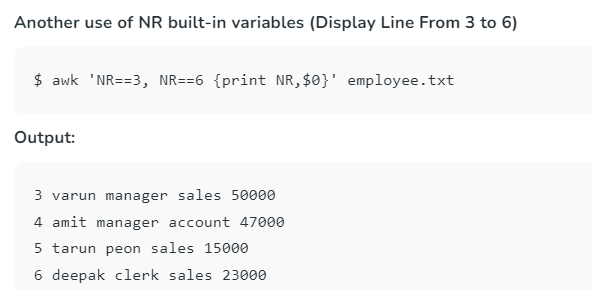 Another use of NR built-in variables (Display Line From 3 to 6)
$ awk 'NR==3, NR==6 {print NR,$0}' employee.txt
Output:
3 varun manager sales 50000
4 amit manager account 47000
5 tarun peon sales 15000
6 deepak clerk sales 23000